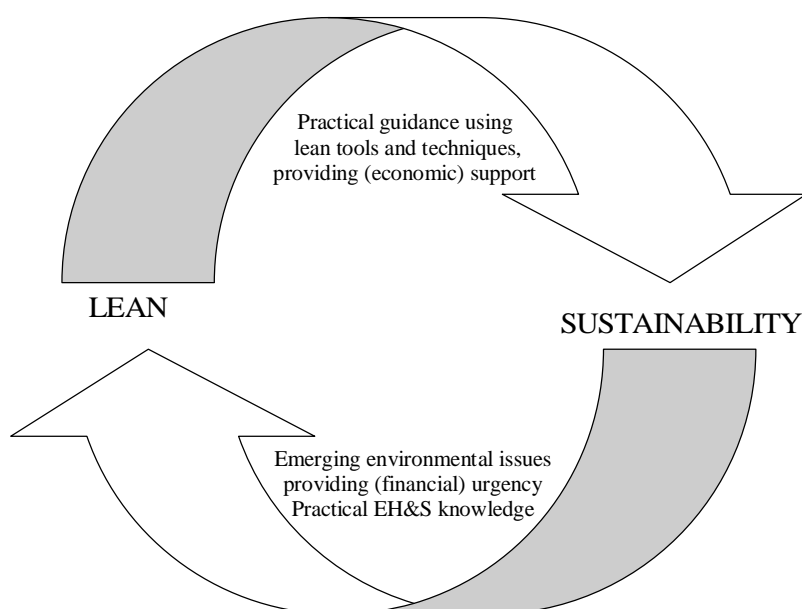 Practical guidance using
lean tools and techniques,
providing (economic) support
LEAN
SUSTAINABILITY
Emerging environmental issues
providing (financial) urgency
Practical EH&S knowledge